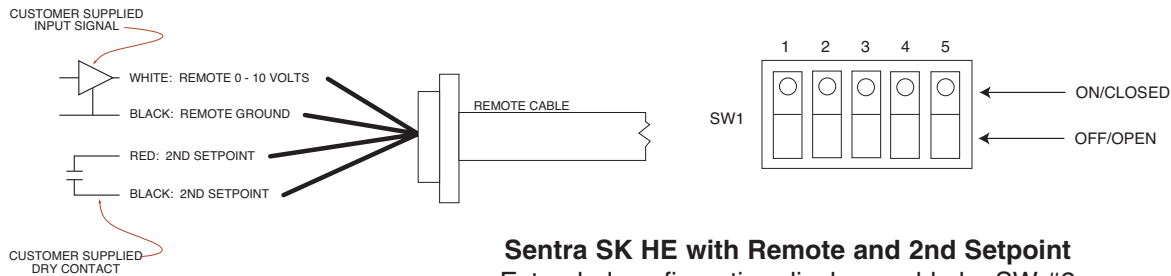 CUSTOMER SUPPLIED
INPUT SIGNAL
WHITE: REMOTE 0 - 10 VOLTS
BLACK: REMOTE GROUND
RED: 2ND SETPOINT
BLACK: 2ND SETPOINT
CUSTOMER SUPPLIED
DRY CONTACT
REMOTE CABLE
1 2 3 4 5
SW1
ON/CLOSED
OFF/OPEN
Sentra SK HE with Remote and 2nd Setpoint